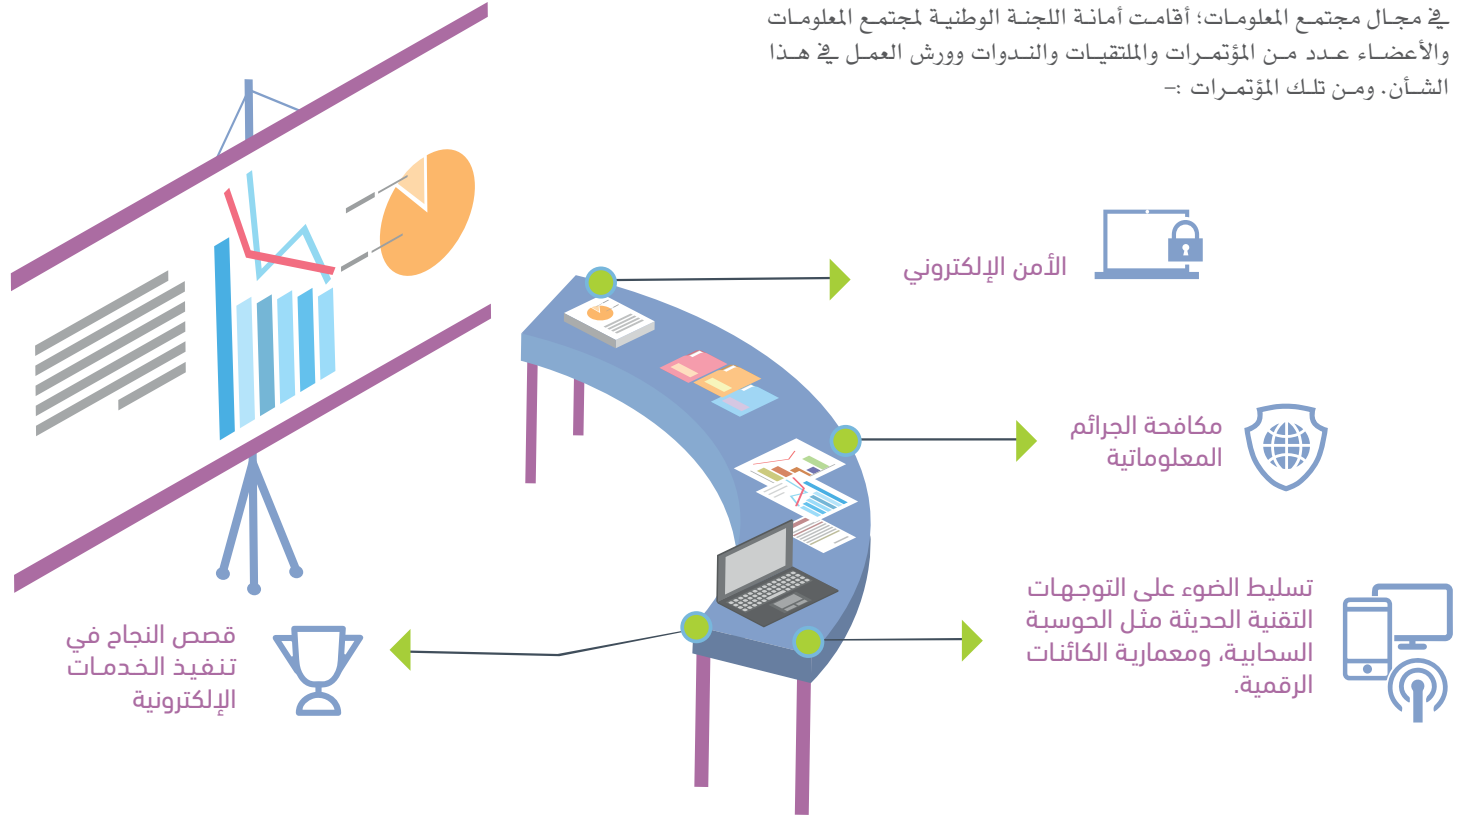 في مجال مجتمع المعلومات؛ أقامت أمانة اللجنة الوطنية لمجتمع المعلومات
والأعضاء عدد من المؤتمرات والملتقيات والندوات وورش العمل في هذا
الشأن. ومن تلك المؤتمرات :-
الأمن الإلكتروني
مكافحة الجرائم
المعلوماتية
تسليط الضوء على التوجهات
التقنية الحديثة مثل الحوسبة
السحابية، ومعمارية الكائنات
الرقمية.
قصص النجاح في
تنفيذ الخدمات
الإلكترونية